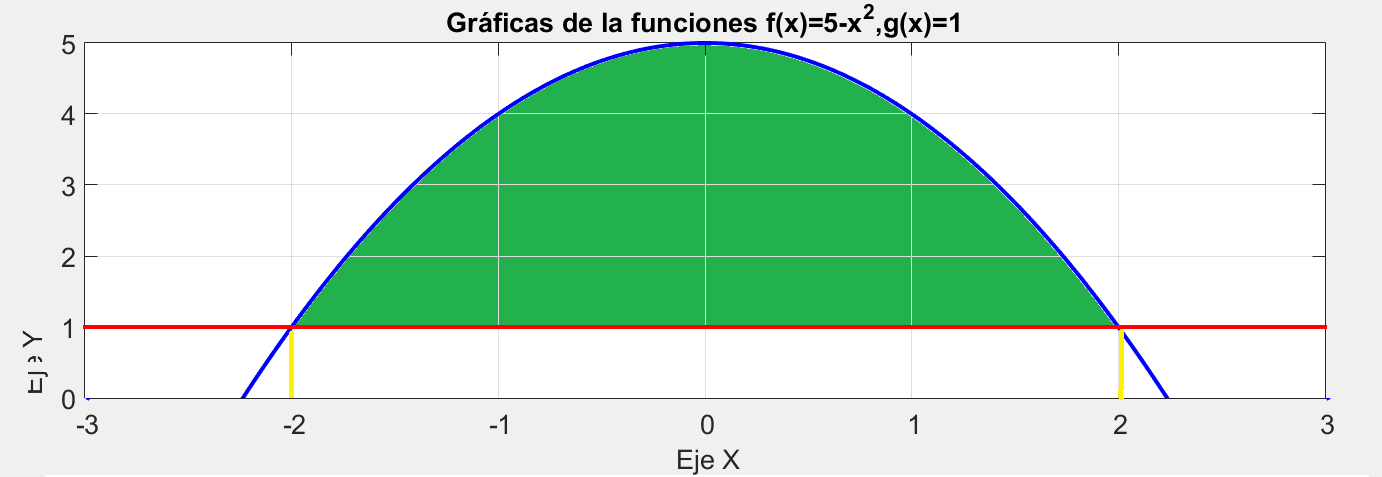 Gráficas de la funciones f(x)=5-x²,g(x)=1
5
4
3
2
1
0
Eje Y
-3 -2 -1 0 1 2 3
Eje X